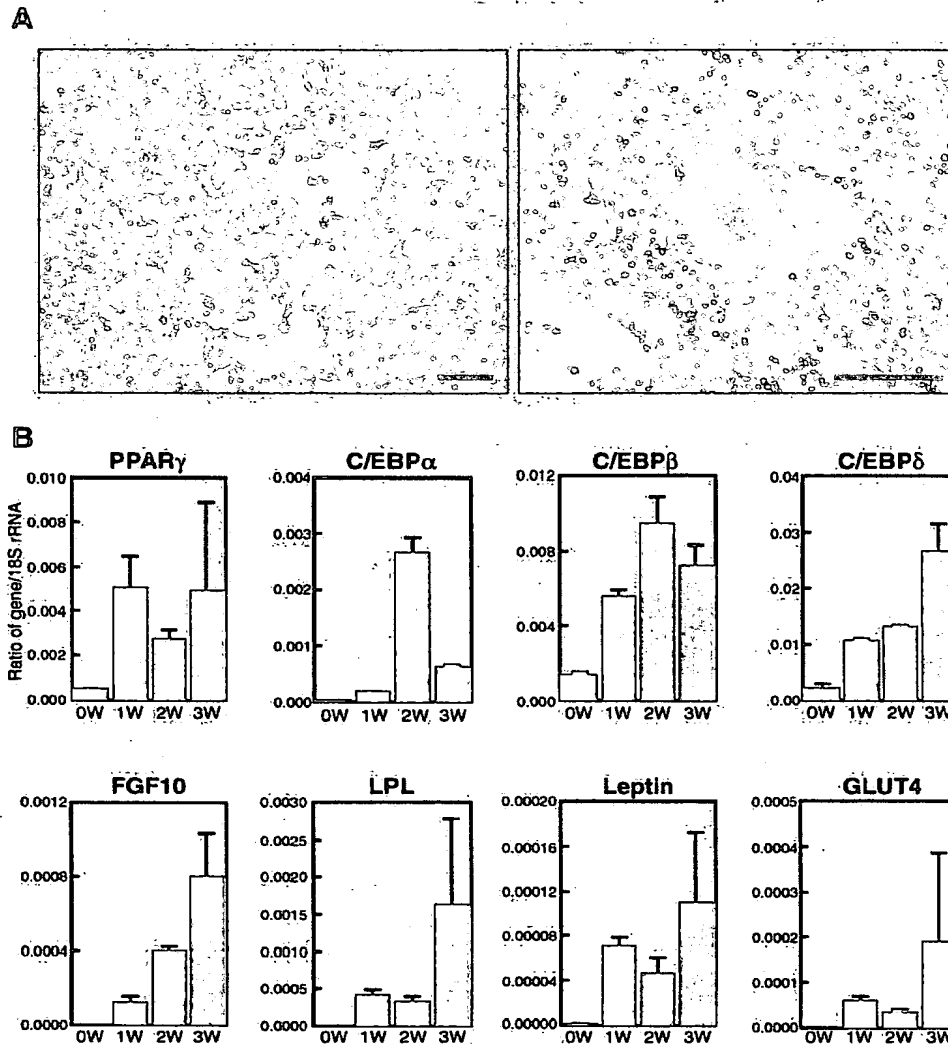 A
B
PPARγ
C/EBPα
C/EBPβ
C/EBPδ
Ratio of gene/18S rRNA
0.010
0.008
0.006
0.004
0.002
0.000
0W 1W 2W 3W
0.004
0.003
0.002
0.001
0.000
0W 1W 2W 3W
0.012
0.008
0.004
0.000
0W 1W 2W 3W
0.04
0.03
0.02
0.01
0.00
0W 1W 2W 3W
FGF10
LPL
Leptin
GLUT4
0.0012
0.0008
0.0004
0.0000
0W 1W 2W 3W
0.0030
0.0025
0.0020
0.0015
0.0010
0.0005
0.0000
0W 1W 2W 3W
0.00020
0.00016
0.00012
0.00008
0.00004
0.00000
0W 1W 2W 3W
0.0005
0.0004
0.0003
0.0002
0.0001
0.0000
0W 1W 2W 3W